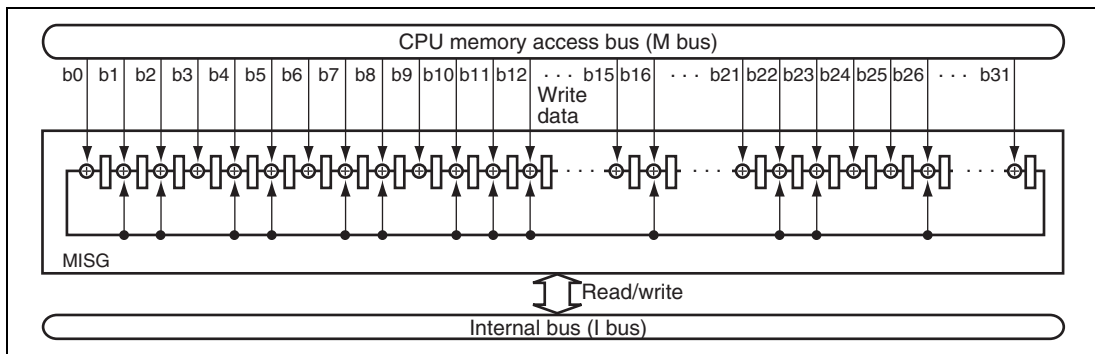 CPU memory access bus (M bus)
b0 b1 b2 b3 b4 b5 b6 b7 b8 b9 b10 b11 b12 · · · b15 b16 · · · b21 b22 b23 b24 b25 b26 · · · b31
Write
data
MISG
Read/write
Internal bus (I bus)